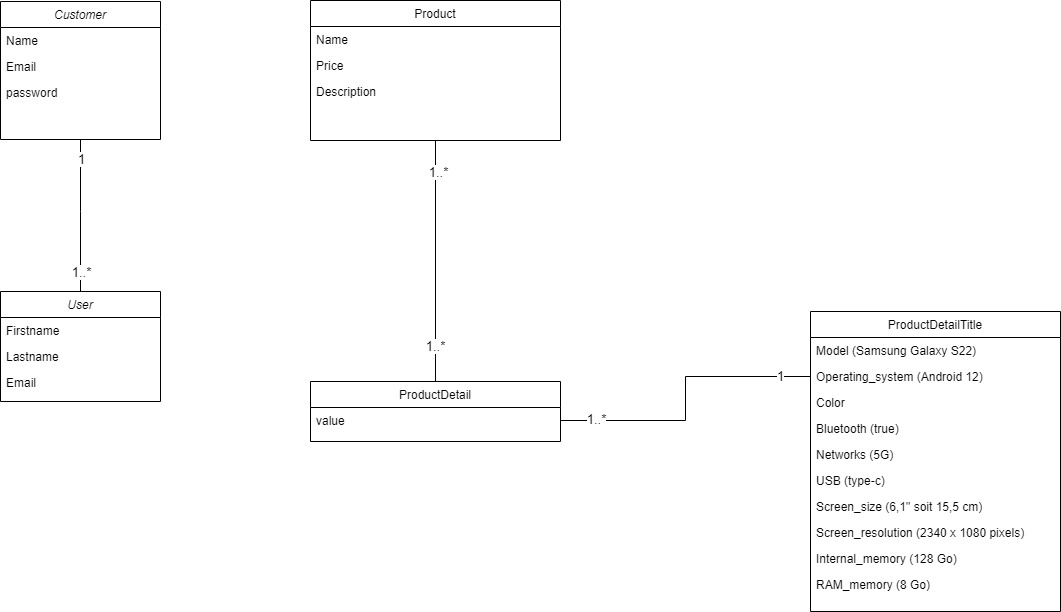 Customer
Name
Email
password
1
1..*
User
Firstname
Lastname
Email
Product
Name
Price
Description
1..*
1..*
ProductDetail
value
1..*
1
ProductDetailTitle
Model (Samsung Galaxy S22)
Operating_system (Android 12)
Color
Bluetooth (true)
Networks (5G)
USB (type-c)
Screen_size (6,1" soit 15,5 cm)
Screen_resolution (2340 x 1080 pixels)
Internal_memory (128 Go)
RAM_memory (8 Go)